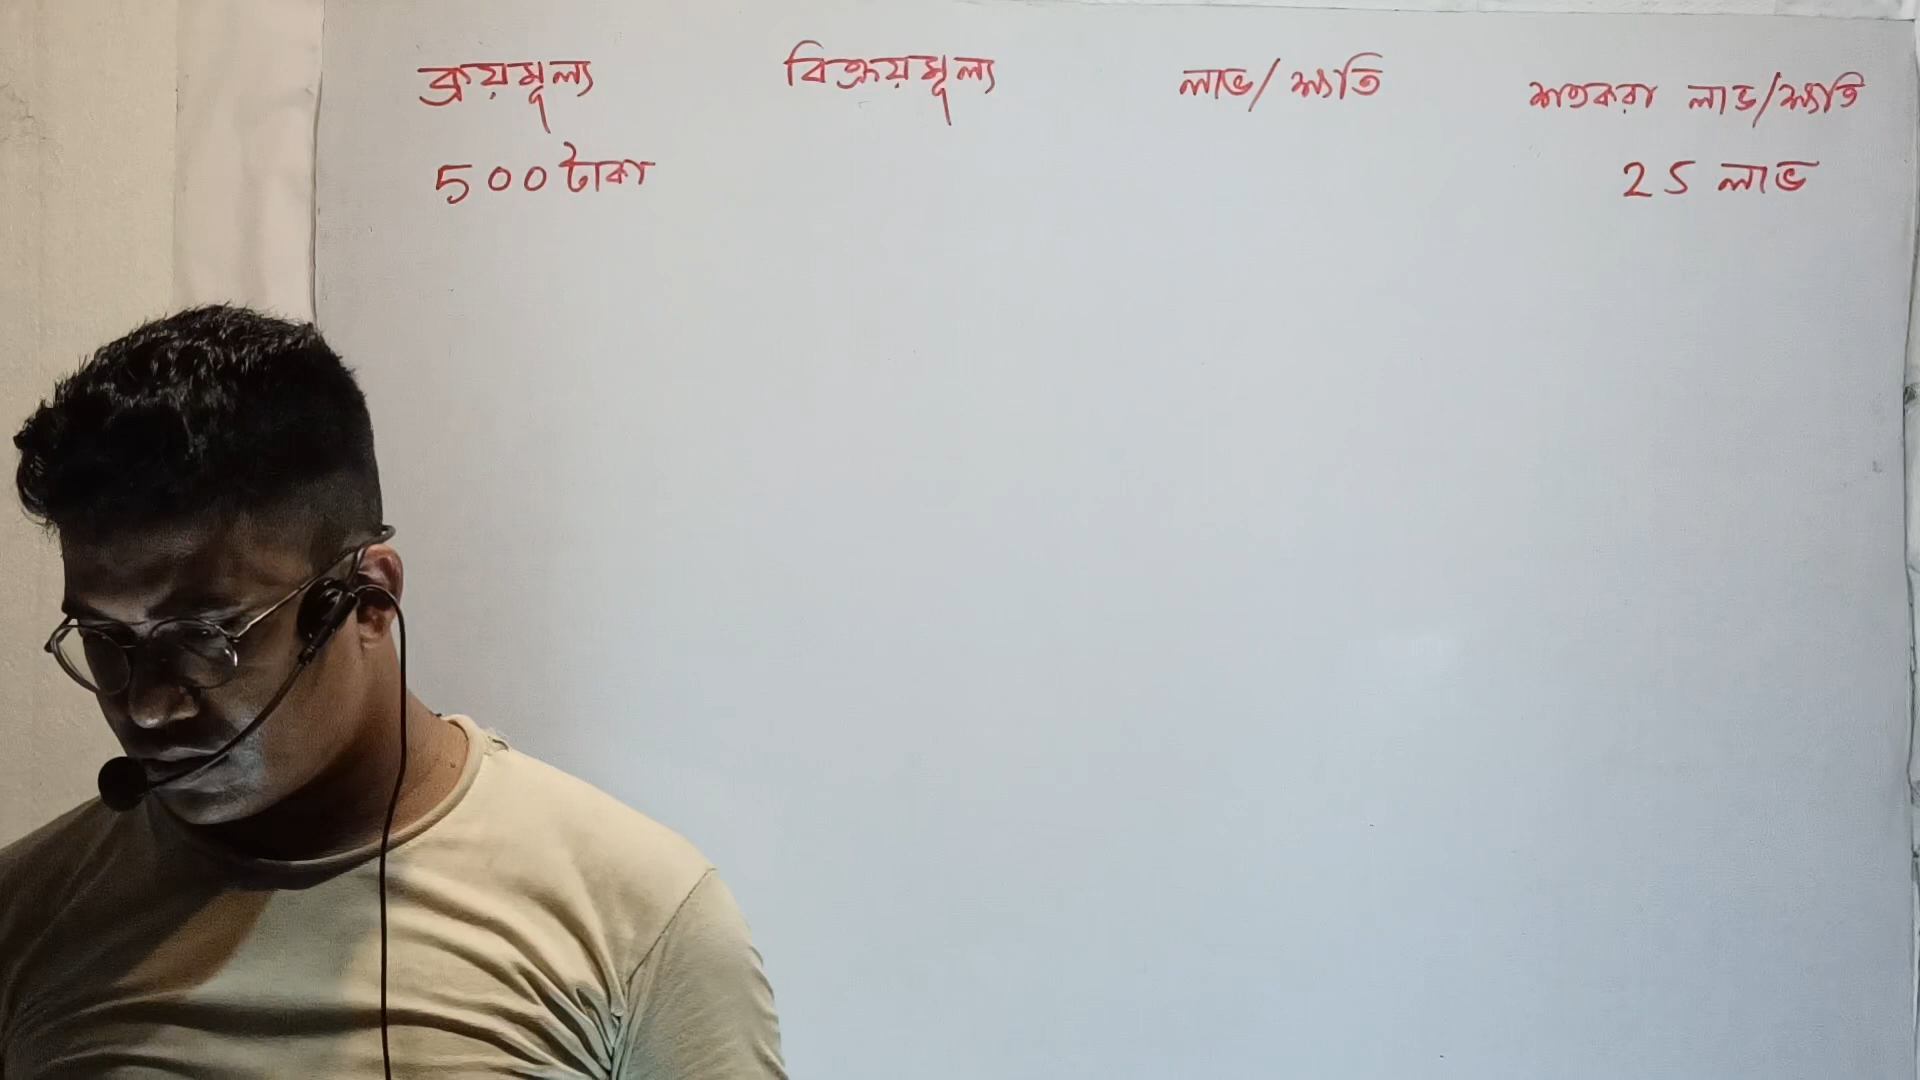 ক্রয়মূল্য বিক্রয়মূল্য লাভ/ক্ষতি শতকরা লাভ/ক্ষতি
500 টাকা 25 লাভ